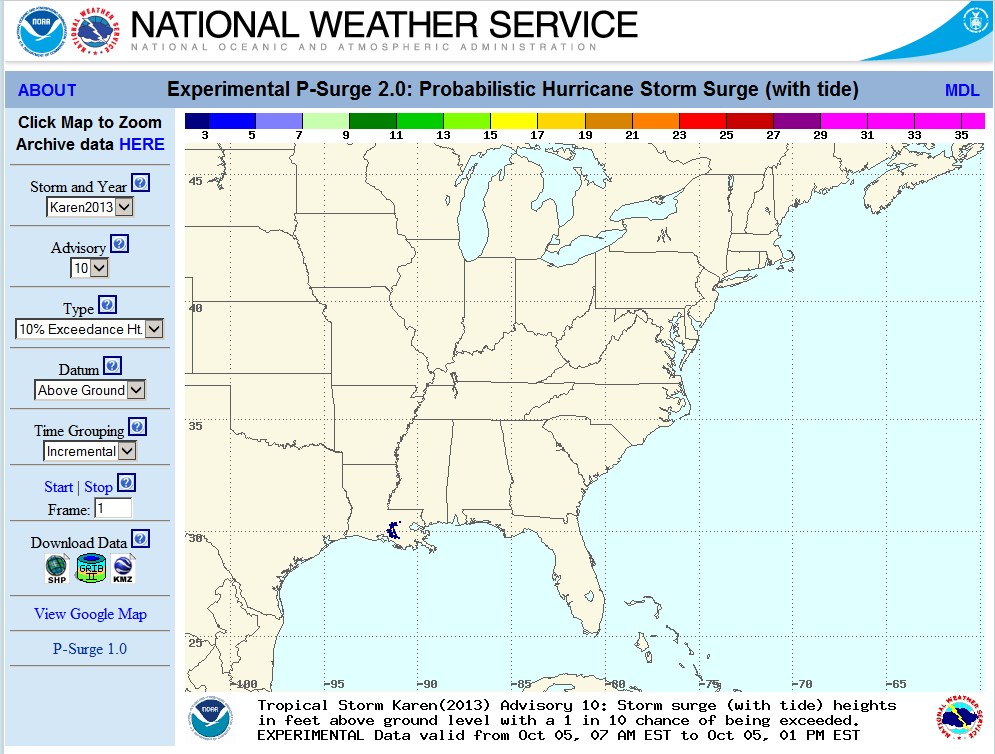 NATIONAL WEATHER SERVICE
NATIONAL OCEANIC AND ATMOSPHERIC ADMINISTRATION
ABOUT
Experimental P-Surge 2.0: Probabilistic Hurricane Storm Surge (with tide)
MDL
Click Map to Zoom
Archive data HERE
Storm and Year ?
Karen2013
Advisory ?
10
Type ?
10% Exceedance Ht.
Datum ?
Above Ground
Time Grouping ?
Incremental
Start | Stop ?
Frame: 1
Download Data ?
SHP GRIB II KMZ
View Google Map
P-Surge 1.0
3 5 7 9 11 13 15 17 19 21 23 25 27 29 31 33 35
45
40
35
30
25
-100 -95 -90 -85 -80 -75 -70 -65
Tropical Storm Karen(2013) Advisory 10: Storm surge (with tide) heights
in feet above ground level with a 1 in 10 chance of being exceeded.
EXPERIMENTAL Data valid from Oct 05, 07 AM EST to Oct 05, 01 PM EST